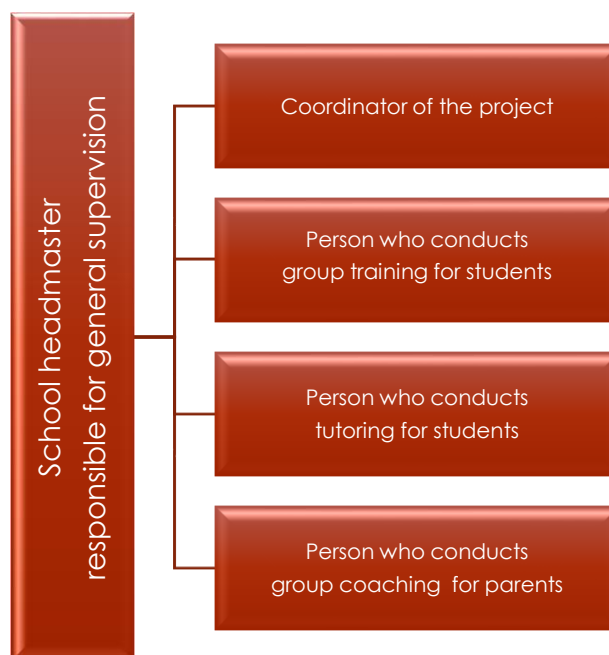 School headmaster
responsible for general supervision
Coordinator of the project
Person who conducts
group training for students
Person who conducts
tutoring for students
Person who conducts
group coaching  for parents